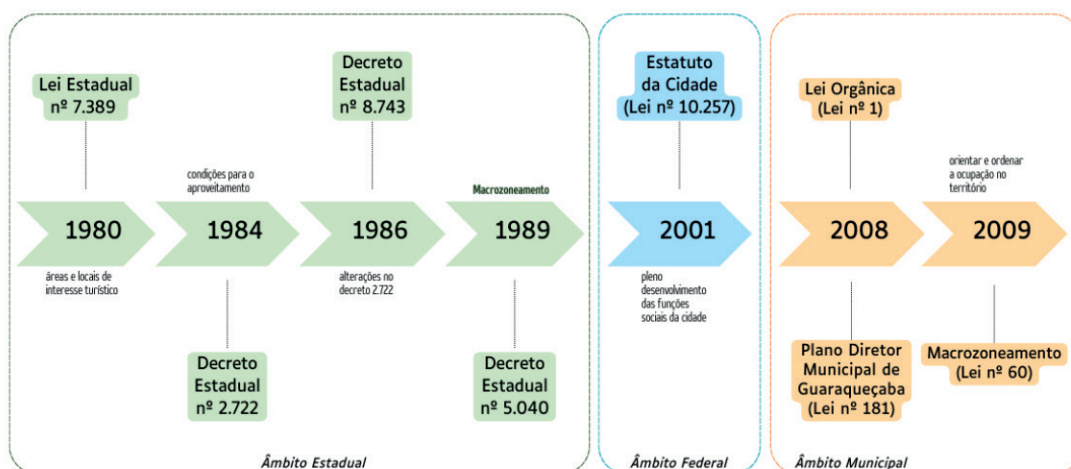 Lei Estadual
nº 7.389
áreas e locais de
interesse turístico
1980
condições para o
aproveitamento
1984
Decreto
Estadual
nº 2.722
Decreto
Estadual
nº 8.743
1986
alterações no
decreto 2.722
Macrozoneamento
1989
Decreto
Estadual
nº 5.040
Âmbito Estadual
Estatuto
da Cidade
(Lei nº 10.257)
2001
pleno
desenvolvimento
das funções
sociais da cidade
Âmbito Federal
Lei Orgânica
(Lei nº 1)
2008
Plano Diretor
Municipal de
Guaraqueçaba
(Lei nº 181)
orientar e ordenar
a ocupação no
território
2009
Macrozoneamento
(Lei nº 60)
Âmbito Municipal